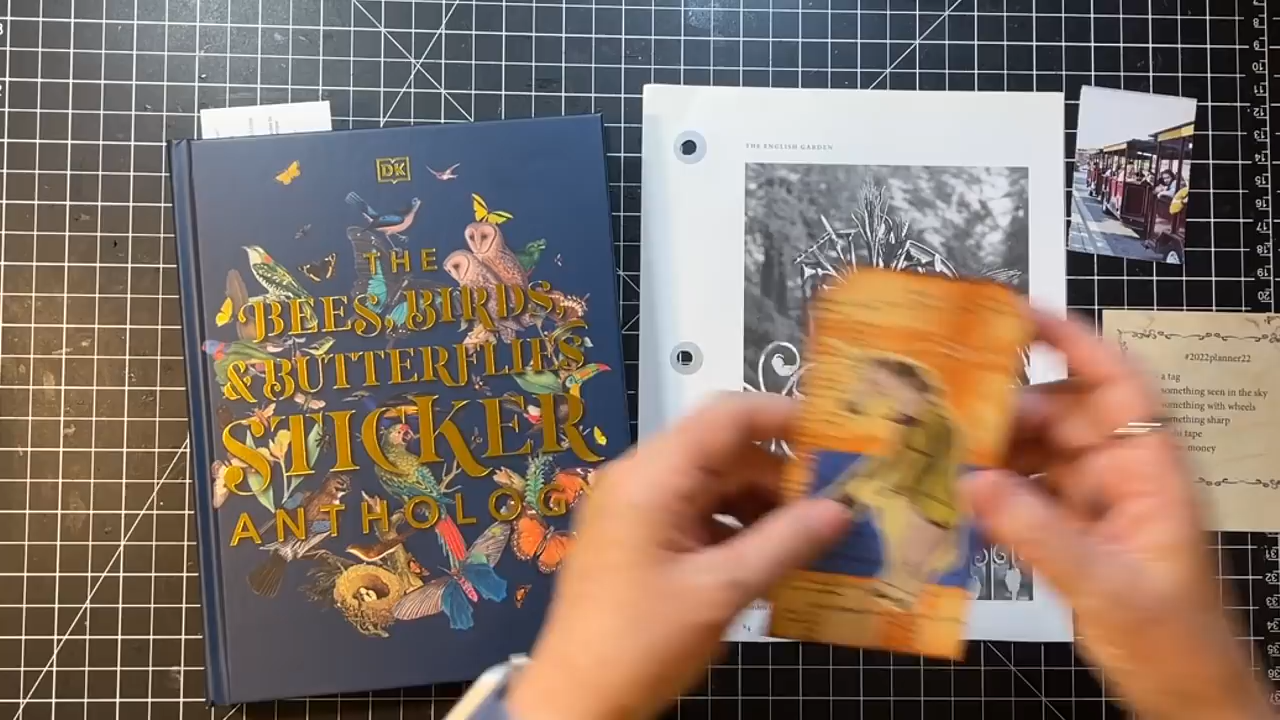 DK
THE
BEES, BIRDS,
& BUTTERFLIES
STICKER
ANTHOLOG
THE ENGLISH GARDEN
#2022planner22
a tag
something seen in the sky
something with wheels
something sharp
tape
money